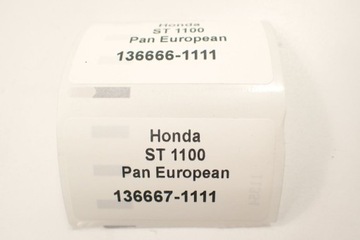 Honda
ST 1100
Pan European
136666-1111
Honda
ST 1100
Pan European
136667-1111